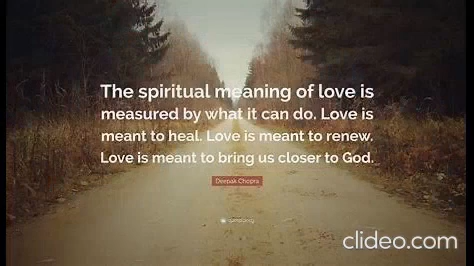 The spiritual meaning of love is
measured by what it can do. Love is
meant to heal. Love is meant to renew.
Love is meant to bring us closer to God.
Deepak Chopra
clideo.com